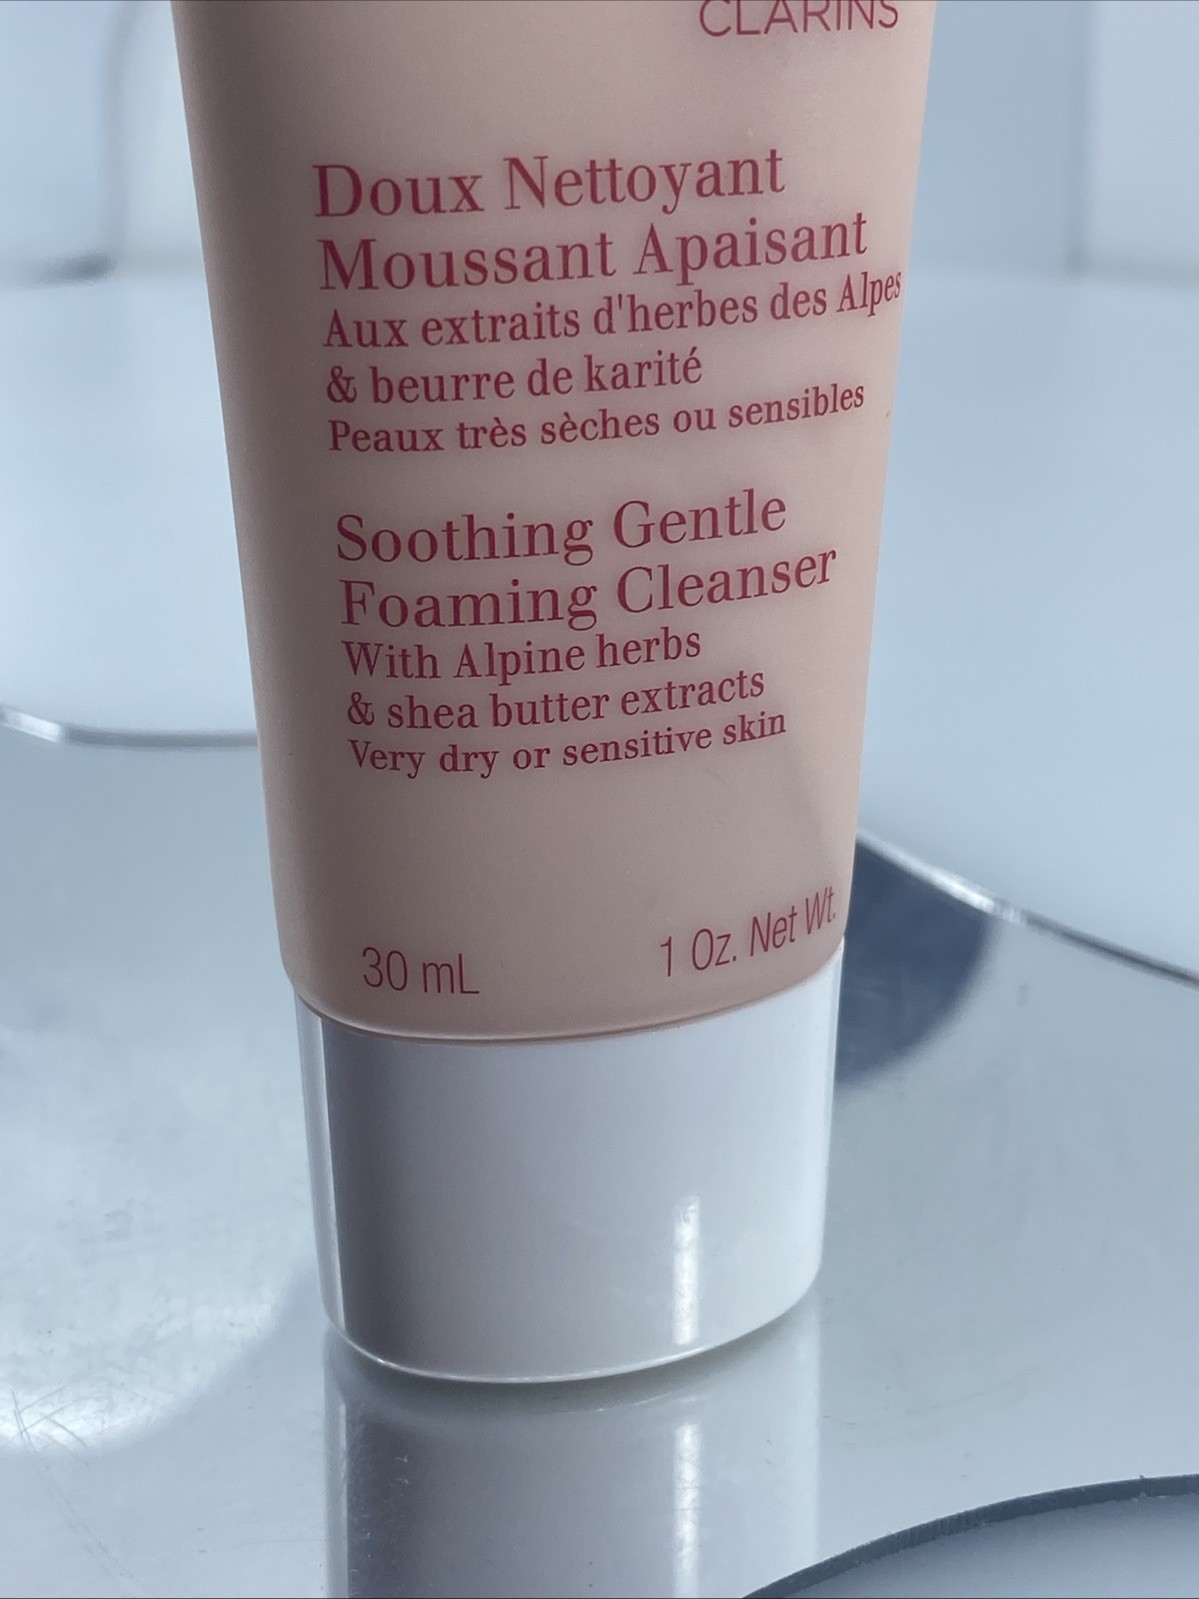 CLARINS
Doux Nettoyant
Moussant Apaisant
Aux extraits d'herbes des Alpes
& beurre de karité
Peaux très sèches ou sensibles
Soothing Gentle
Foaming Cleanser
With Alpine herbs
& shea butter extracts
Very dry or sensitive skin
30 mL 1 Oz. Net Wt.